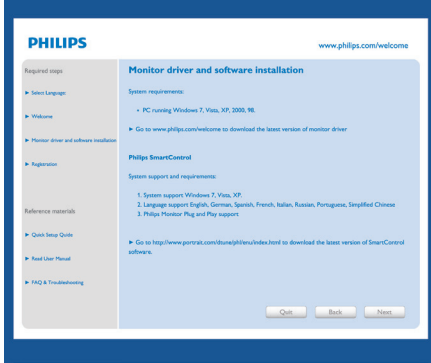 PHILIPS
www.philips.com/welcome
Required steps
► Select Language
► Welcome
► Monitor driver and software installation
► Registration
Reference materials
► Quick Setup Guide
► Read User Manual
► FAQ & Troubleshooting
Monitor driver and software installation
System requirements:
• PC running Windows 7, Vista, XP, 2000, 98.
► Go to www.philips.com/welcome to download the latest version of monitor driver
Philips SmartControl
System support and requirements:
1. System support Windows 7, Vista, XP.
2. Language support English, German, Spanish, French, Italian, Russian, Portuguese, Simplified Chinese
3. Philips Monitor Plug and Play support
► Go to http://www.portrait.com/dtune/phl/enu/index.html to download the latest version of SmartControl
software.
Quit
Back
Next